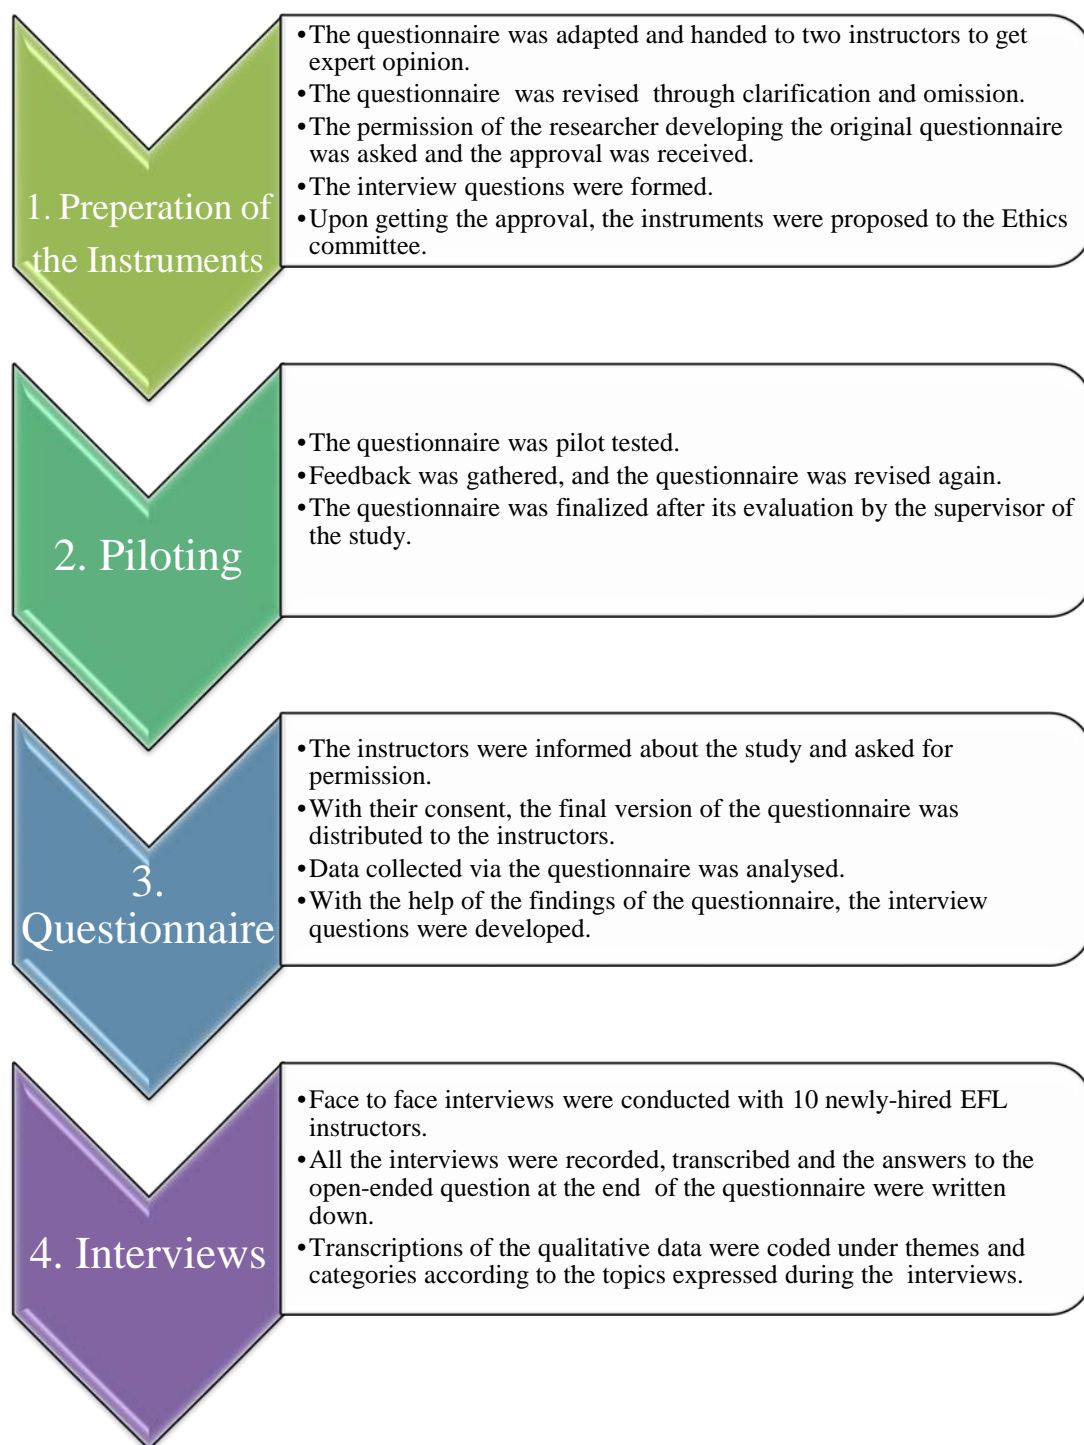 1. Preperation of
the Instruments
•The questionnaire was adapted and handed to two instructors to get
expert opinion.
•The questionnaire was revised through clarification and omission.
•The permission of the researcher developing the original questionnaire
was asked and the approval was received.
•The interview questions were formed.
•Upon getting the approval, the instruments were proposed to the Ethics
committee.
2. Piloting
•The questionnaire was pilot tested.
•Feedback was gathered, and the questionnaire was revised again.
•The questionnaire was finalized after its evaluation by the supervisor of
the study.
3.
Questionnaire
•The instructors were informed about the study and asked for
permission.
•With their consent, the final version of the questionnaire was
distributed to the instructors.
•Data collected via the questionnaire was analysed.
•With the help of the findings of the questionnaire, the interview
questions were developed.
4. Interviews
•Face to face interviews were conducted with 10 newly-hired EFL
instructors.
•All the interviews were recorded, transcribed and the answers to the
open-ended question at the end of the questionnaire were written
down.
•Transcriptions of the qualitative data were coded under themes and
categories according to the topics expressed during the interviews.